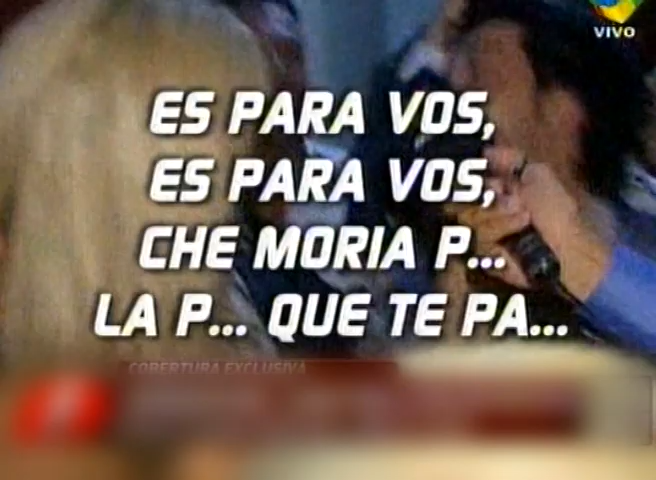 VIVO
ES PARA VOS,
ES PARA VOS,
CHE MORIA P...
LA P... QUE TE PA...
COBERTURA EXCLUSIVA